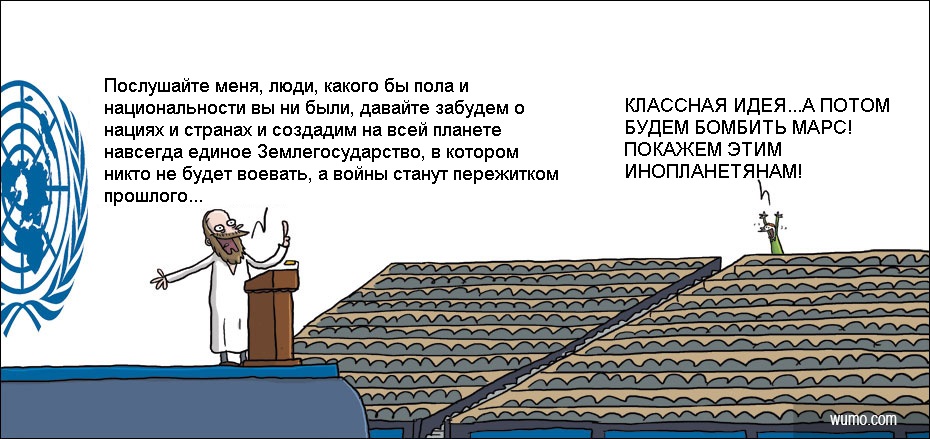 Послушайте меня, люди, какого бы пола и
национальности вы ни были, давайте забудем о
нациях и странах и создадим на всей планете
навсегда единое Землегосударство, в котором
никто не будет воевать, а войны станут пережитком
прошлого...
КЛАССНАЯ ИДЕЯ...А ПОТОМ
БУДЕМ БОМБИТЬ МАРС!
ПОКАЖЕМ ЭТИМ
ИНОПЛАНЕТЯНАМ!
wumo.com